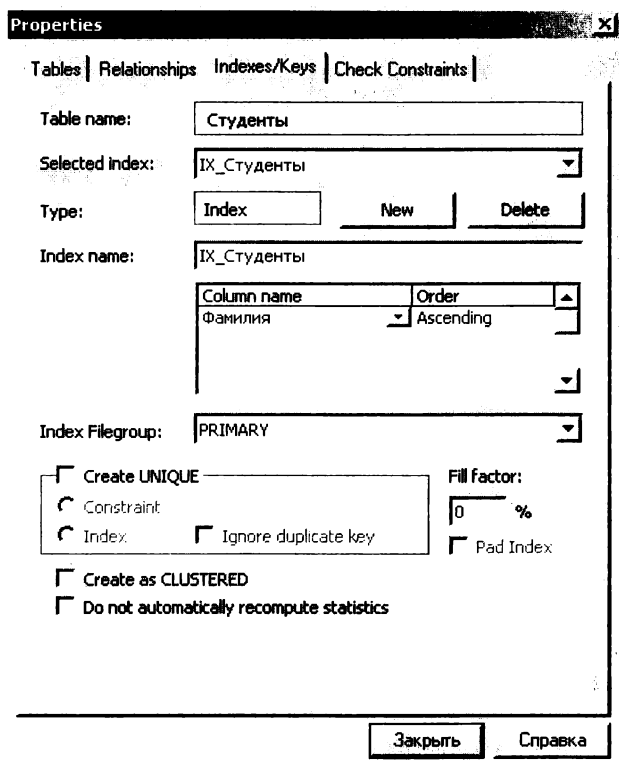 Properties
Tables Relationships Indexes/Keys Check Constraints
Table name: Студенты
Selected index: IX_Студенты
Type: Index New Delete
Index name: IX_Студенты
Column name Order
Фамилия Ascending
Index Filegroup: PRIMARY
Create UNIQUE Fill factor:
Constraint 0 %
Index Ignore duplicate key Pad Index
Create as CLUSTERED
Do not automatically recompute statistics
Закрыть Справка